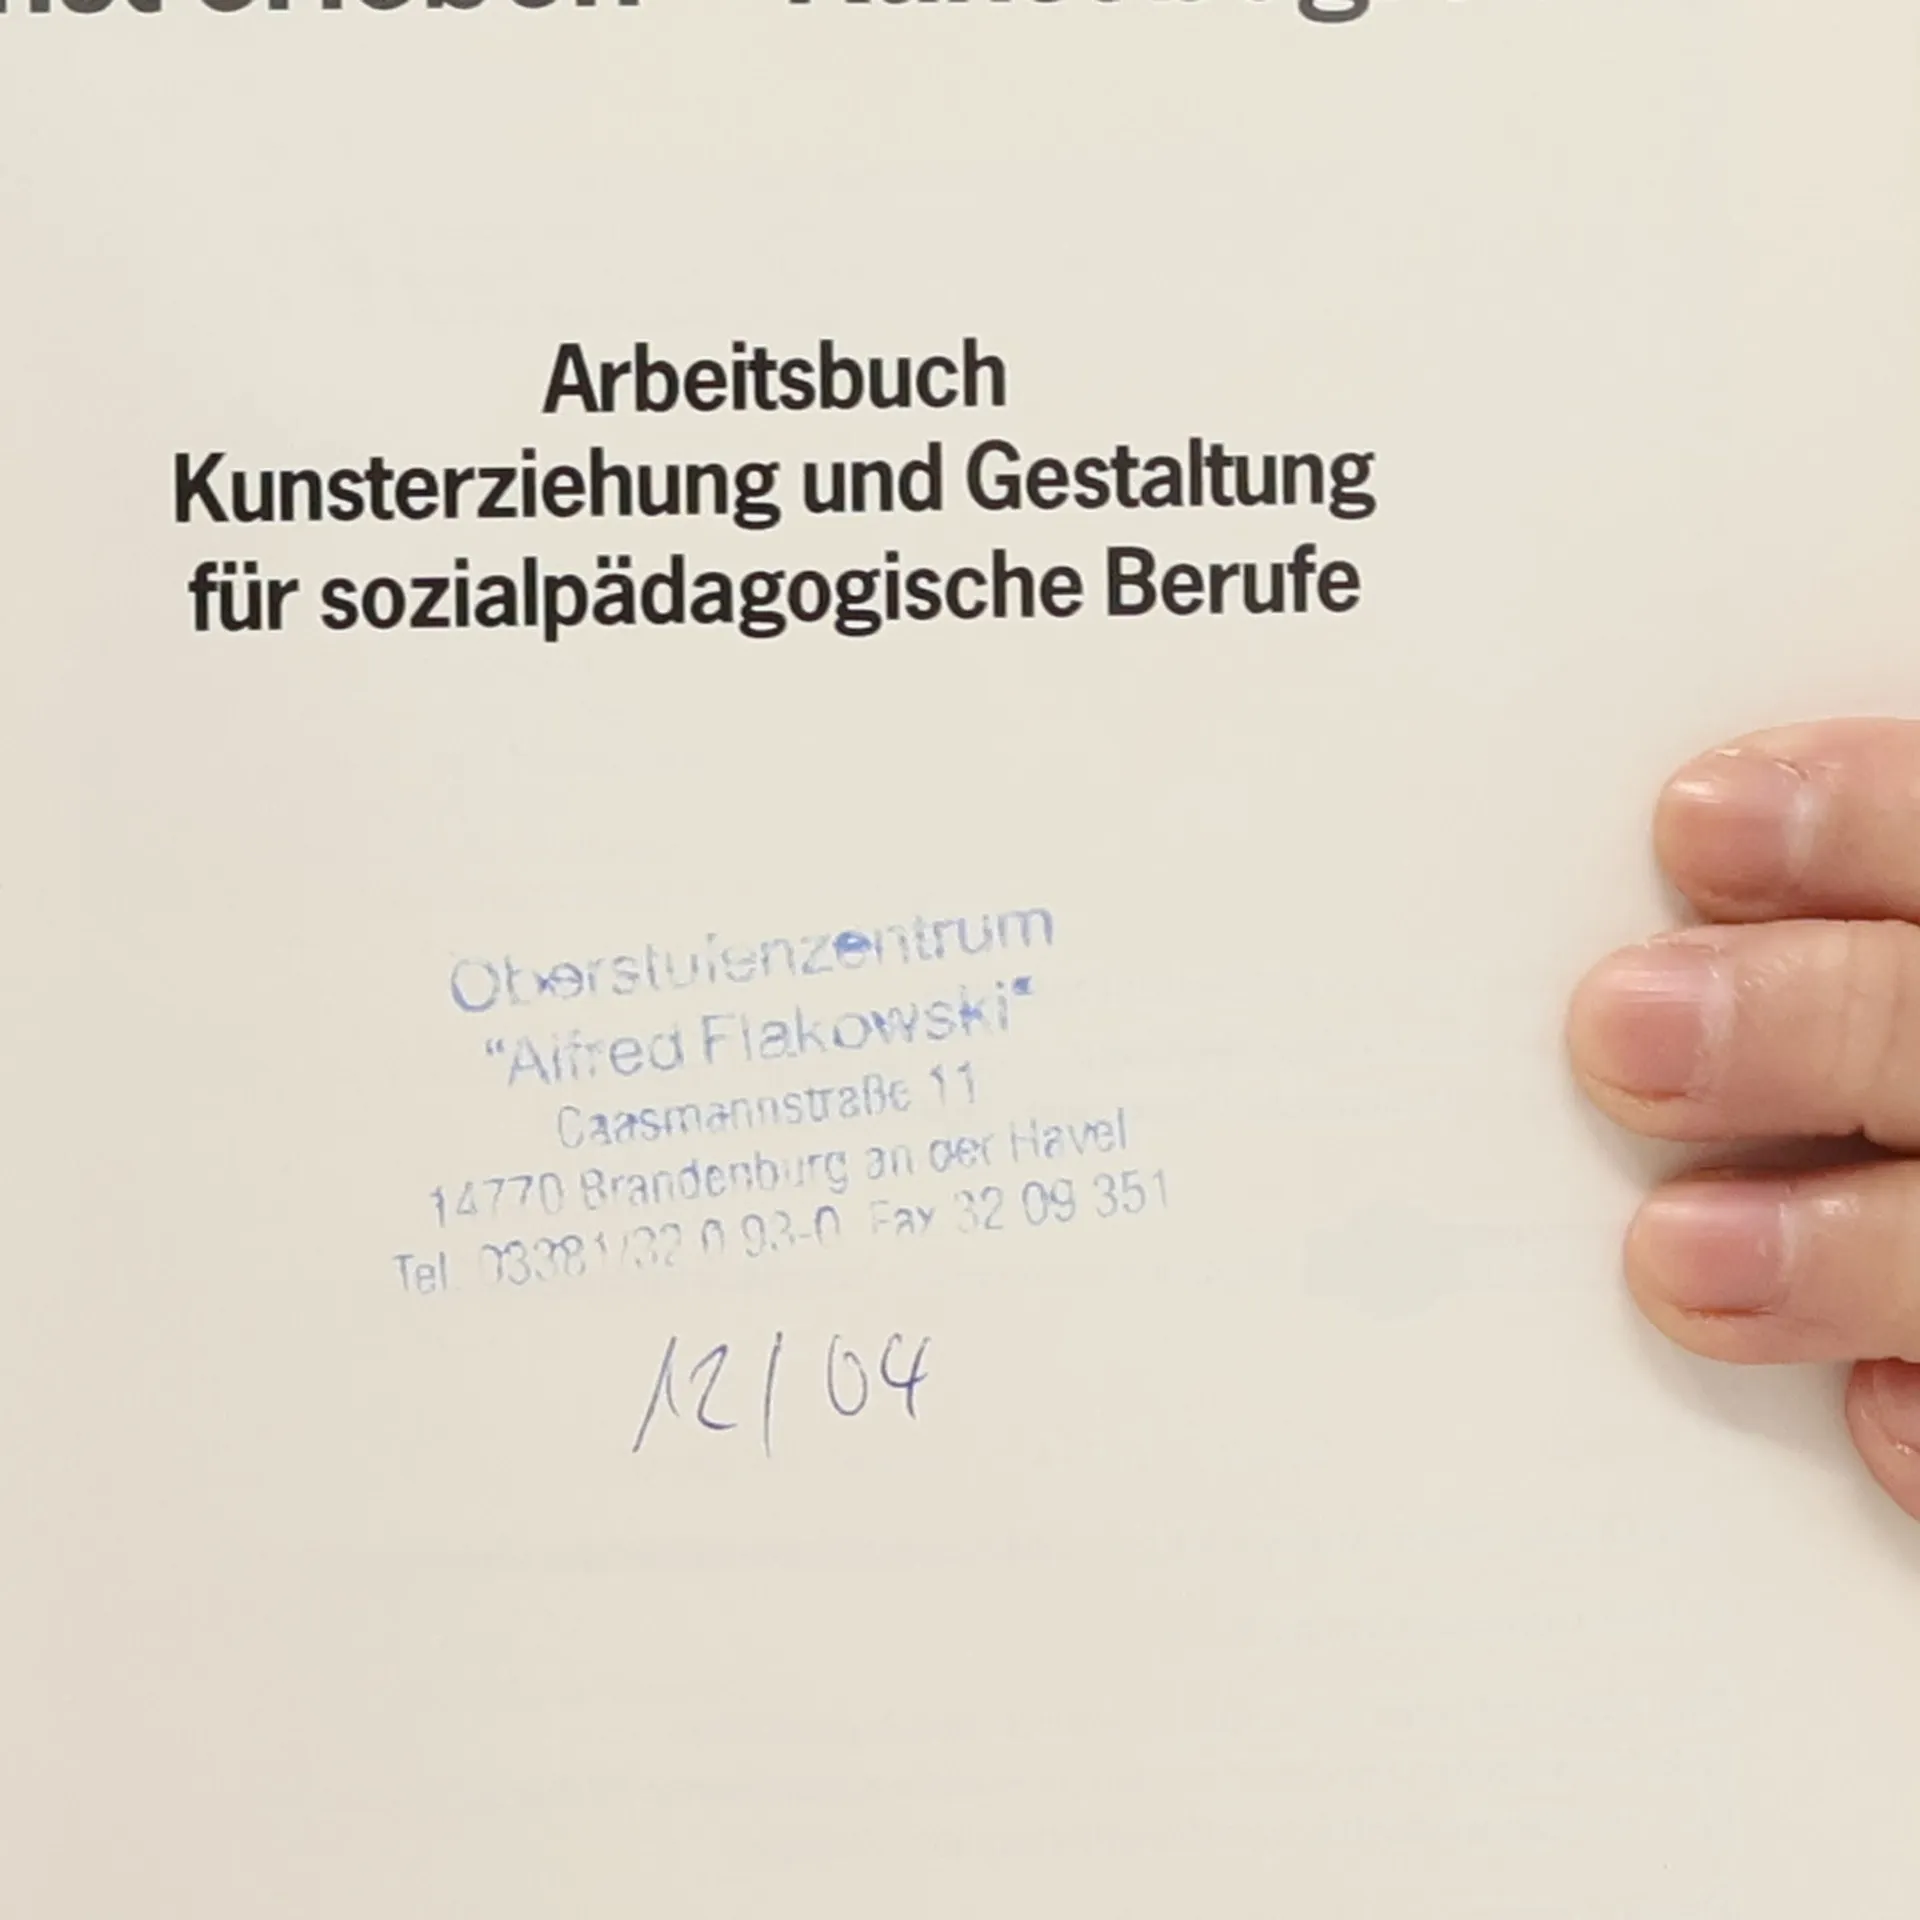 Arbeitsbuch
Kunsterziehung und Gestaltung
für sozialpädagogische Berufe
Oberstufenzentrum
“Alfred Flakowski“
Caasmannstraße 11
14770 Brandenburg an der Havel
Tel. 03381/32 0 93-0 Fax 32 09 351
12/04